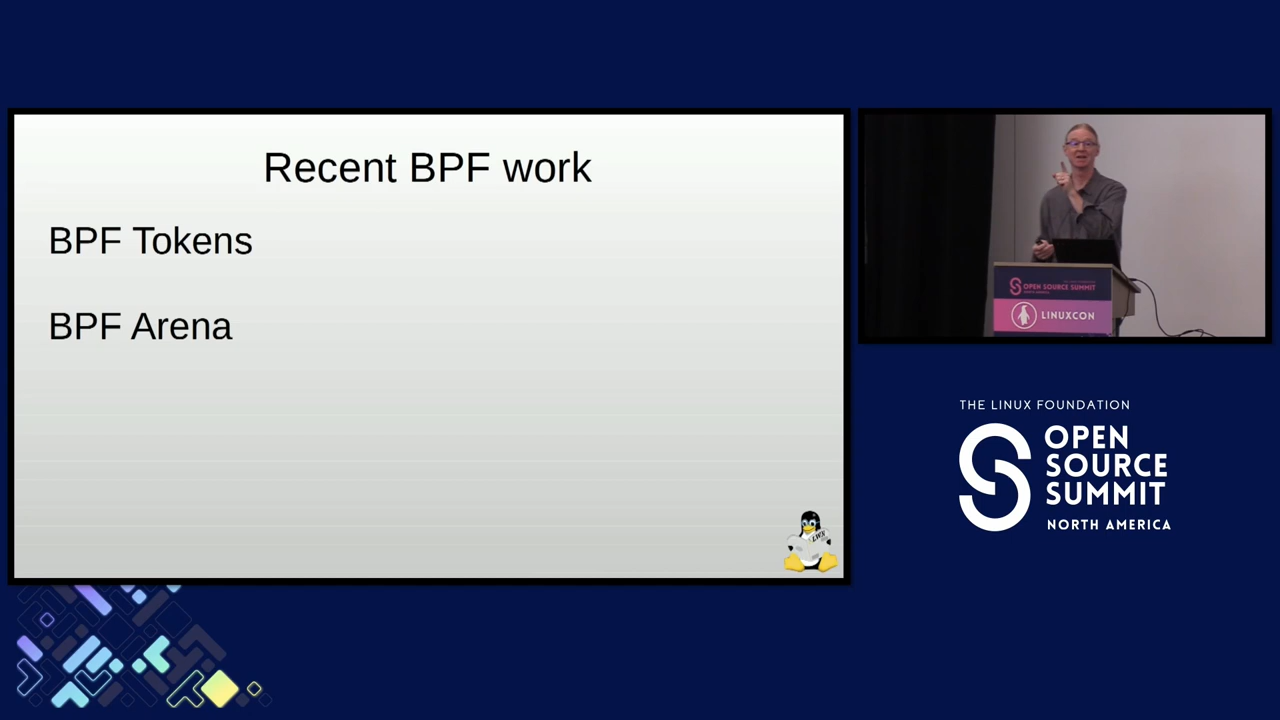 Recent BPF work
BPF Tokens
BPF Arena
LWN
OPEN SOURCE SUMMIT
LINUXCON
THE LINUX FOUNDATION
OPEN
SOURCE
SUMMIT
NORTH AMERICA